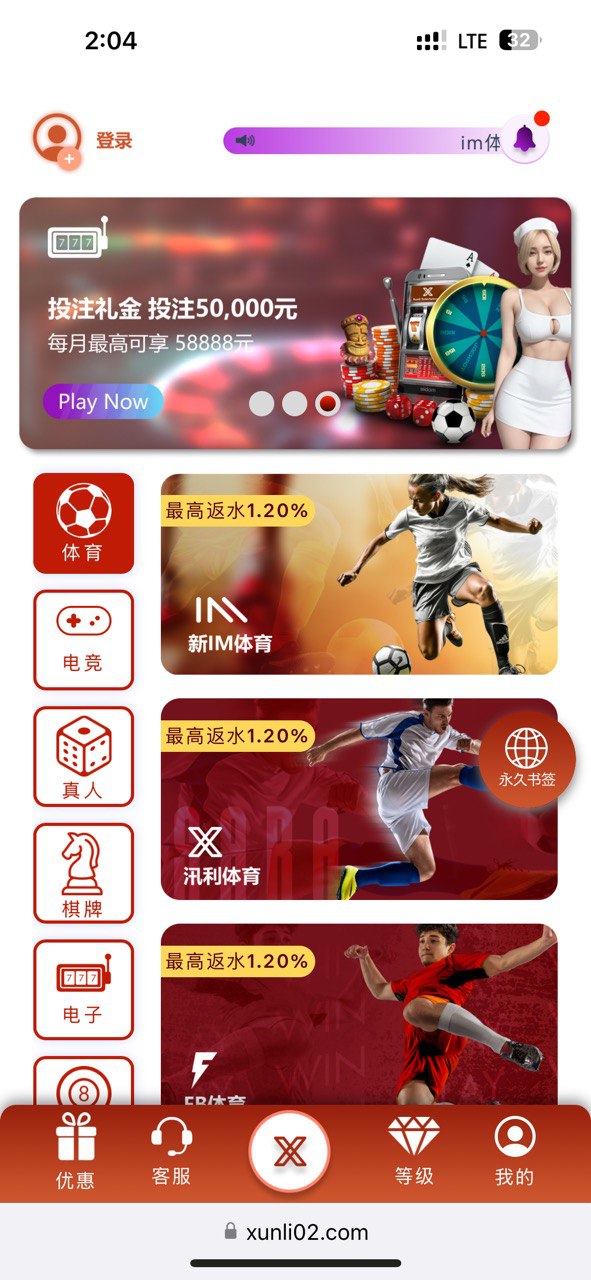 2:04
LTE
32
登录
im体
777
投注礼金 投注50,000元
每月最高可享 58888元
Play Now
A
体育
最高返水1.20%
新IM体育
电竞
最高返水1.20%
永久书签
真人
汛利体育
棋牌
最高返水1.20%
777
电子
WIN
FB体育
8
优惠
客服
等级
我的
xunli02.com